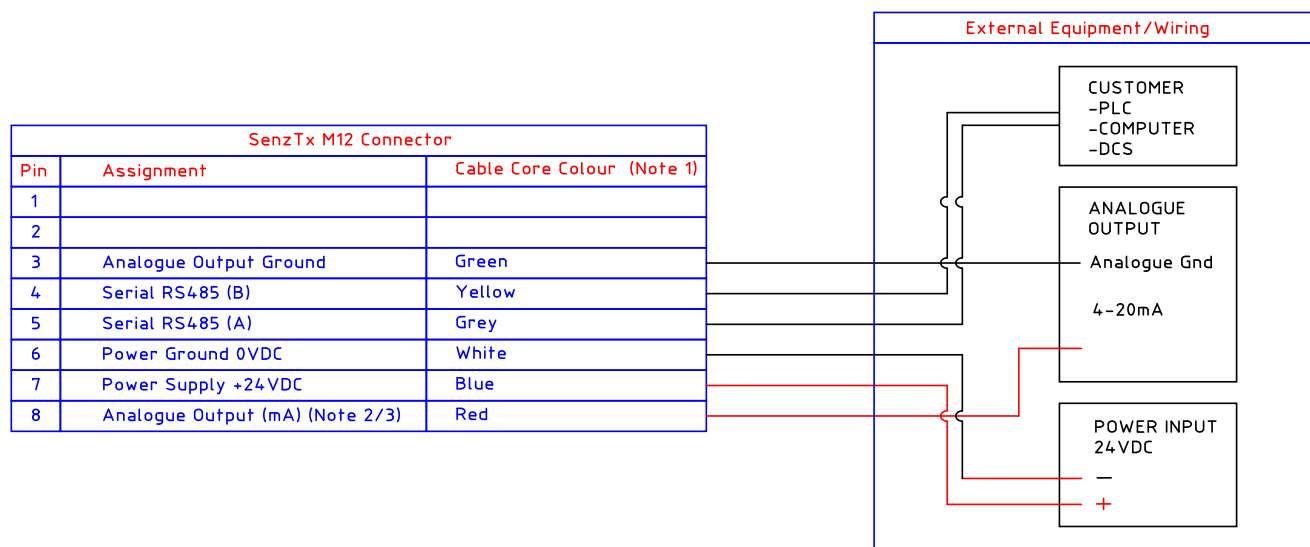 External Equipment/Wiring
CUSTOMER
-PLC
-COMPUTER
-DCS
SenzTx M12 Connector
Pin Assignment Cable Core Colour (Note 1)
1
2
3 Analogue Output Ground Green
4 Serial RS485 (B) Yellow
5 Serial RS485 (A) Grey
6 Power Ground 0VDC White
7 Power Supply +24VDC Blue
8 Analogue Output (mA) (Note 2/3) Red
ANALOGUE
OUTPUT
Analogue Gnd
4-20mA
POWER INPUT
24VDC
-
+